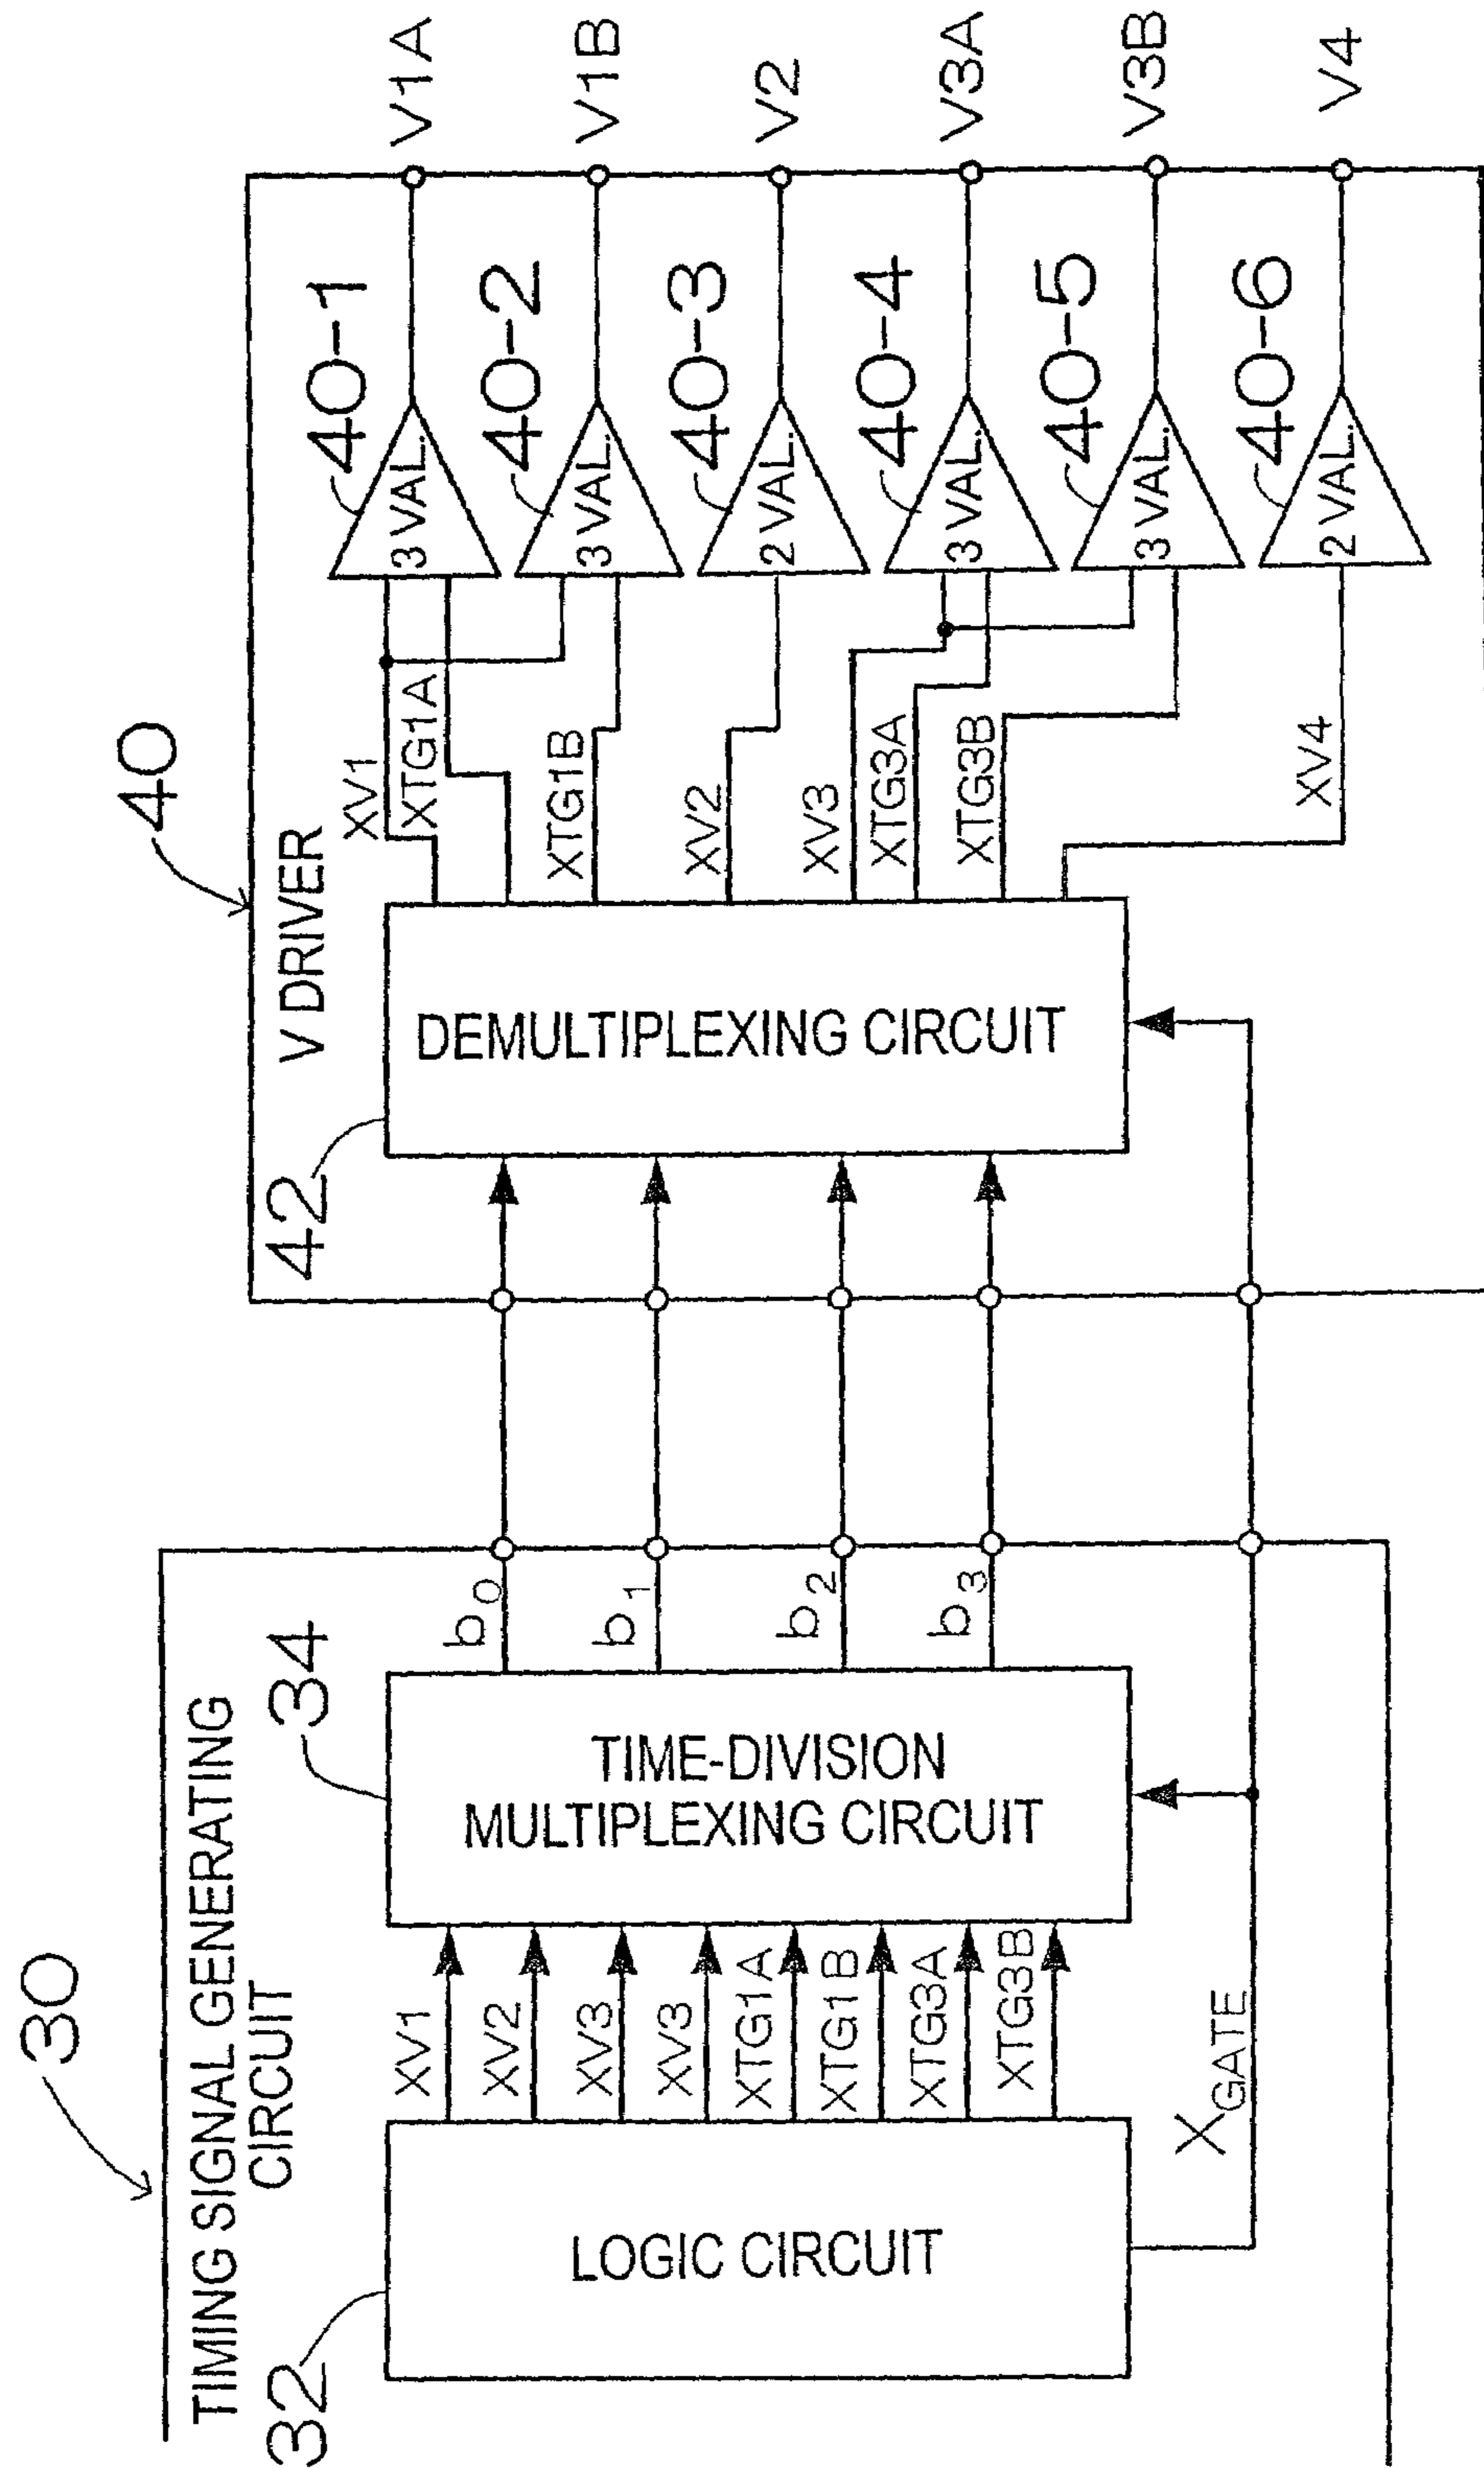 30
TIMING SIGNAL GENERATING
CIRCUIT
32
LOGIC CIRCUIT
XV1
XV2
XV3
XV3
XTG1A
XTG1B
XTG3A
XTG3B
XGATE
34
TIME-DIVISION
MULTIPLEXING CIRCUIT
b0
b1
b2
b3
40
V DRIVER
42
DEMULTIPLEXING CIRCUIT
XV1
XTG1A
XTG1B
XV2
XV3
XTG3A
XTG3B
XV4
3 VAL.
40-1
V1A
3 VAL.
40-2
V1B
2 VAL.
40-3
V2
3 VAL.
40-4
V3A
3 VAL.
40-5
V3B
2 VAL.
40-6
V4